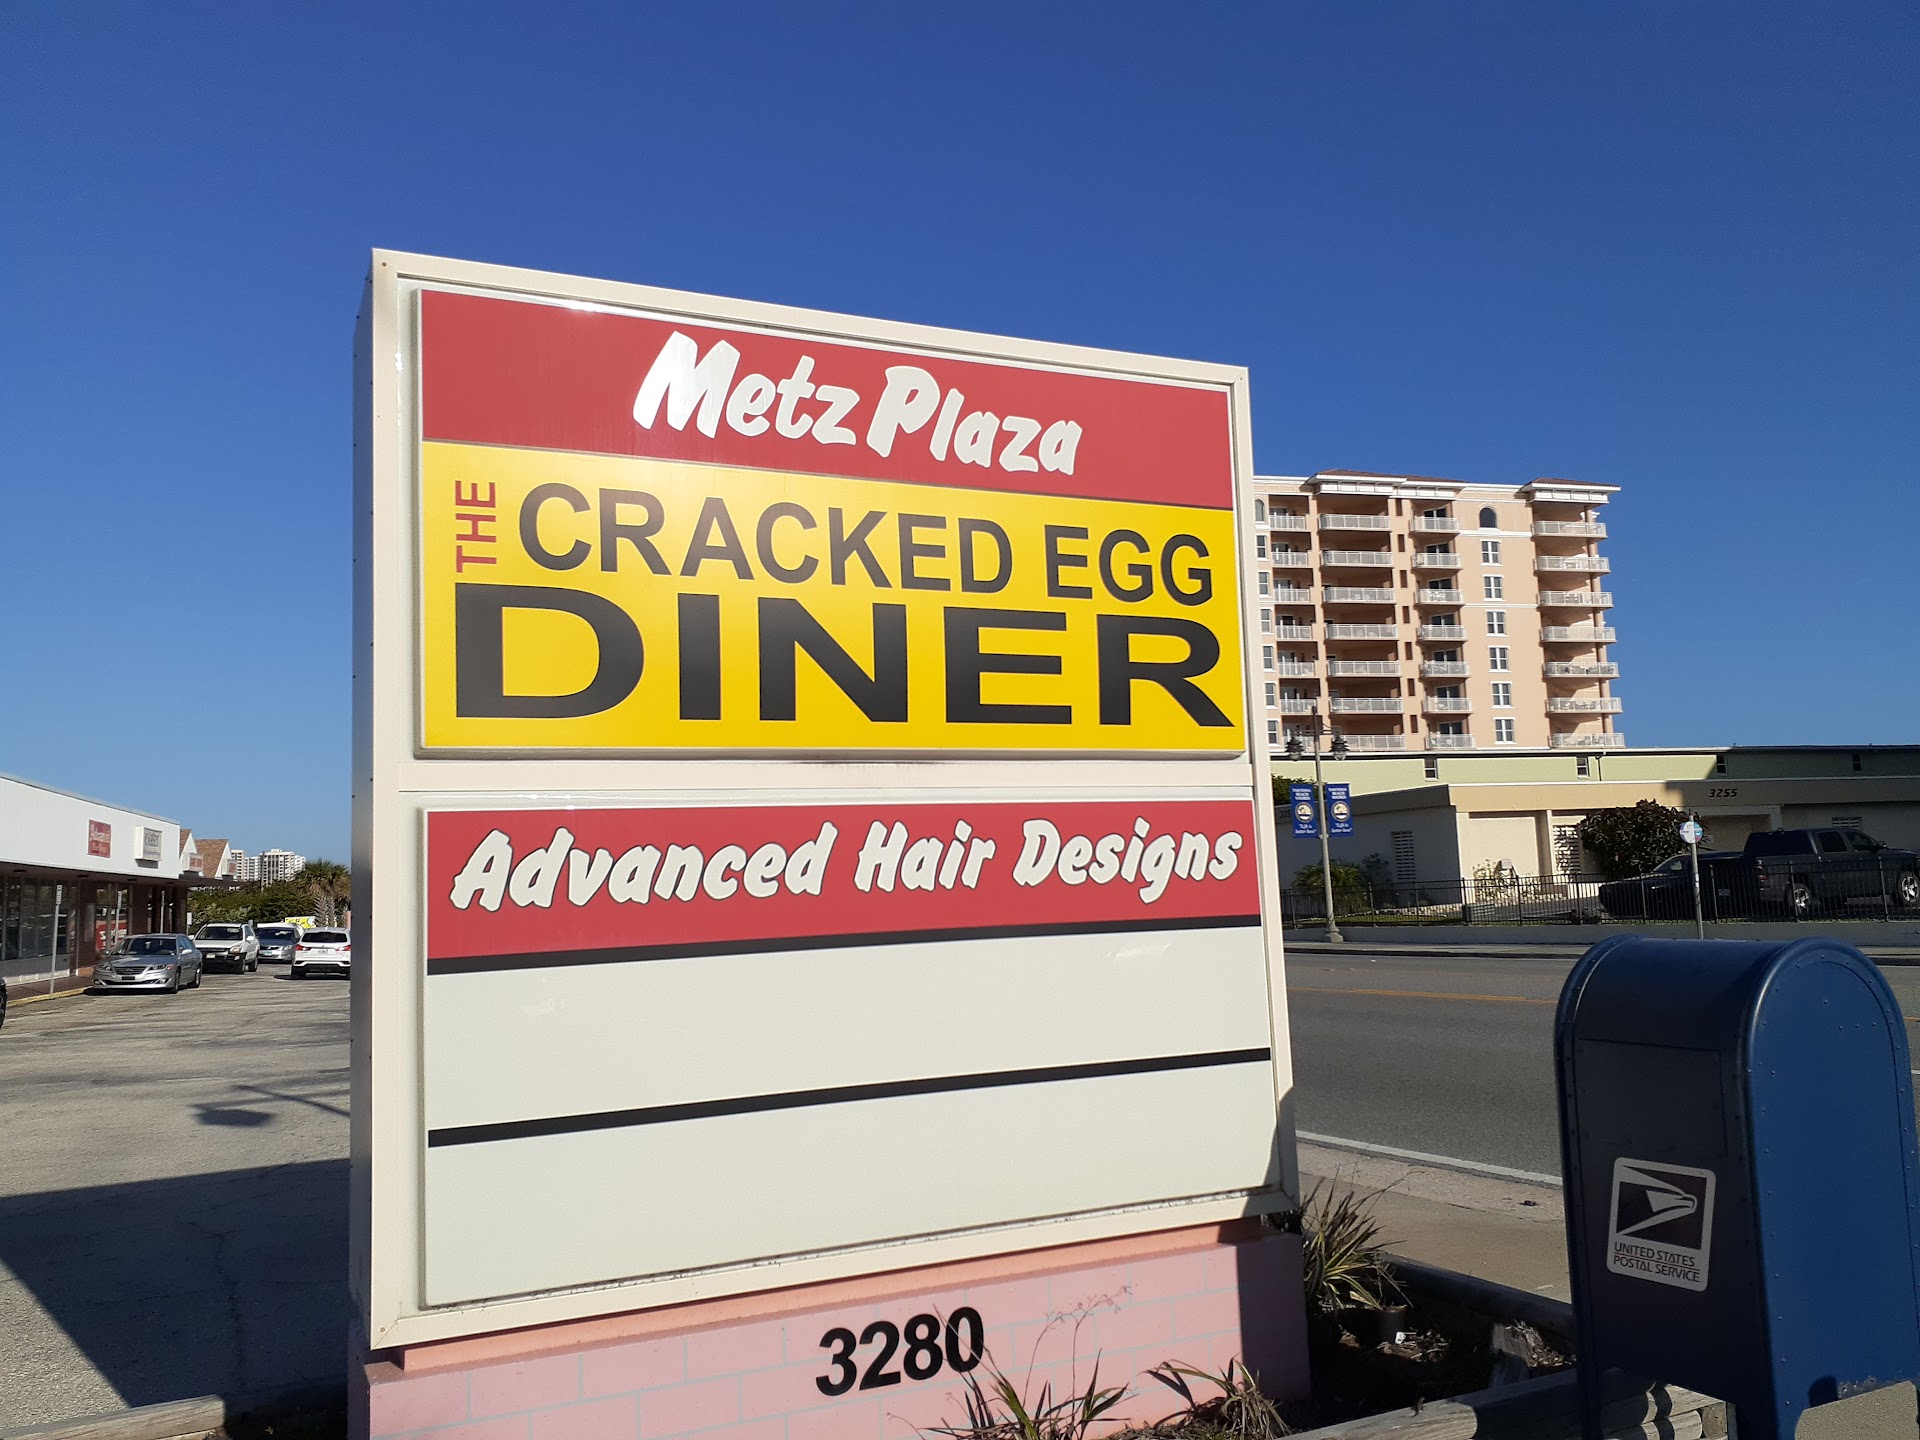 Metz Plaza
THE
CRACKED EGG
DINER
Advanced Hair Designs
3280
3255
UNITED STATES
POSTAL SERVICE